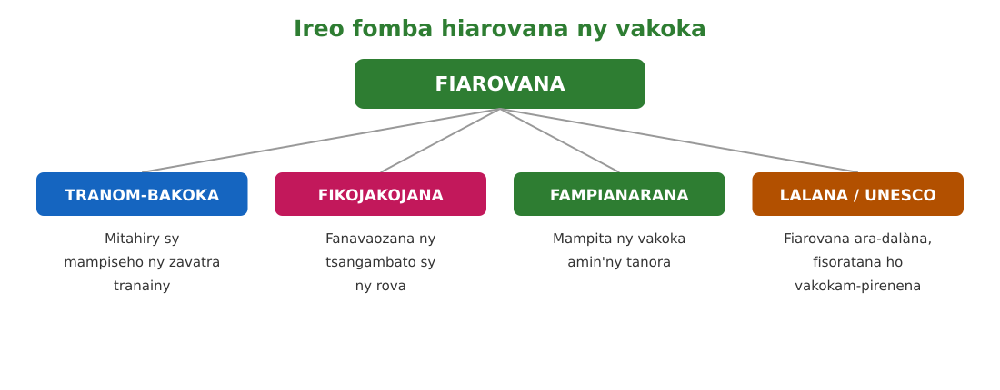 Ireo fomba hiarovana ny vakoka
FIAROVANA
TRANOM-BAKOKA
Mitahiry sy
mampiseho ny zavatra
tranainy
FIKOJAKOJANA
Fanavaozana ny
tsangambato sy
ny rova
FAMPIANARANA
Mampita ny vakoka
amin'ny tanora
LALANA / UNESCO
Fiarovana ara-dalàna,
fisoratana ho
vakokam-pirenena